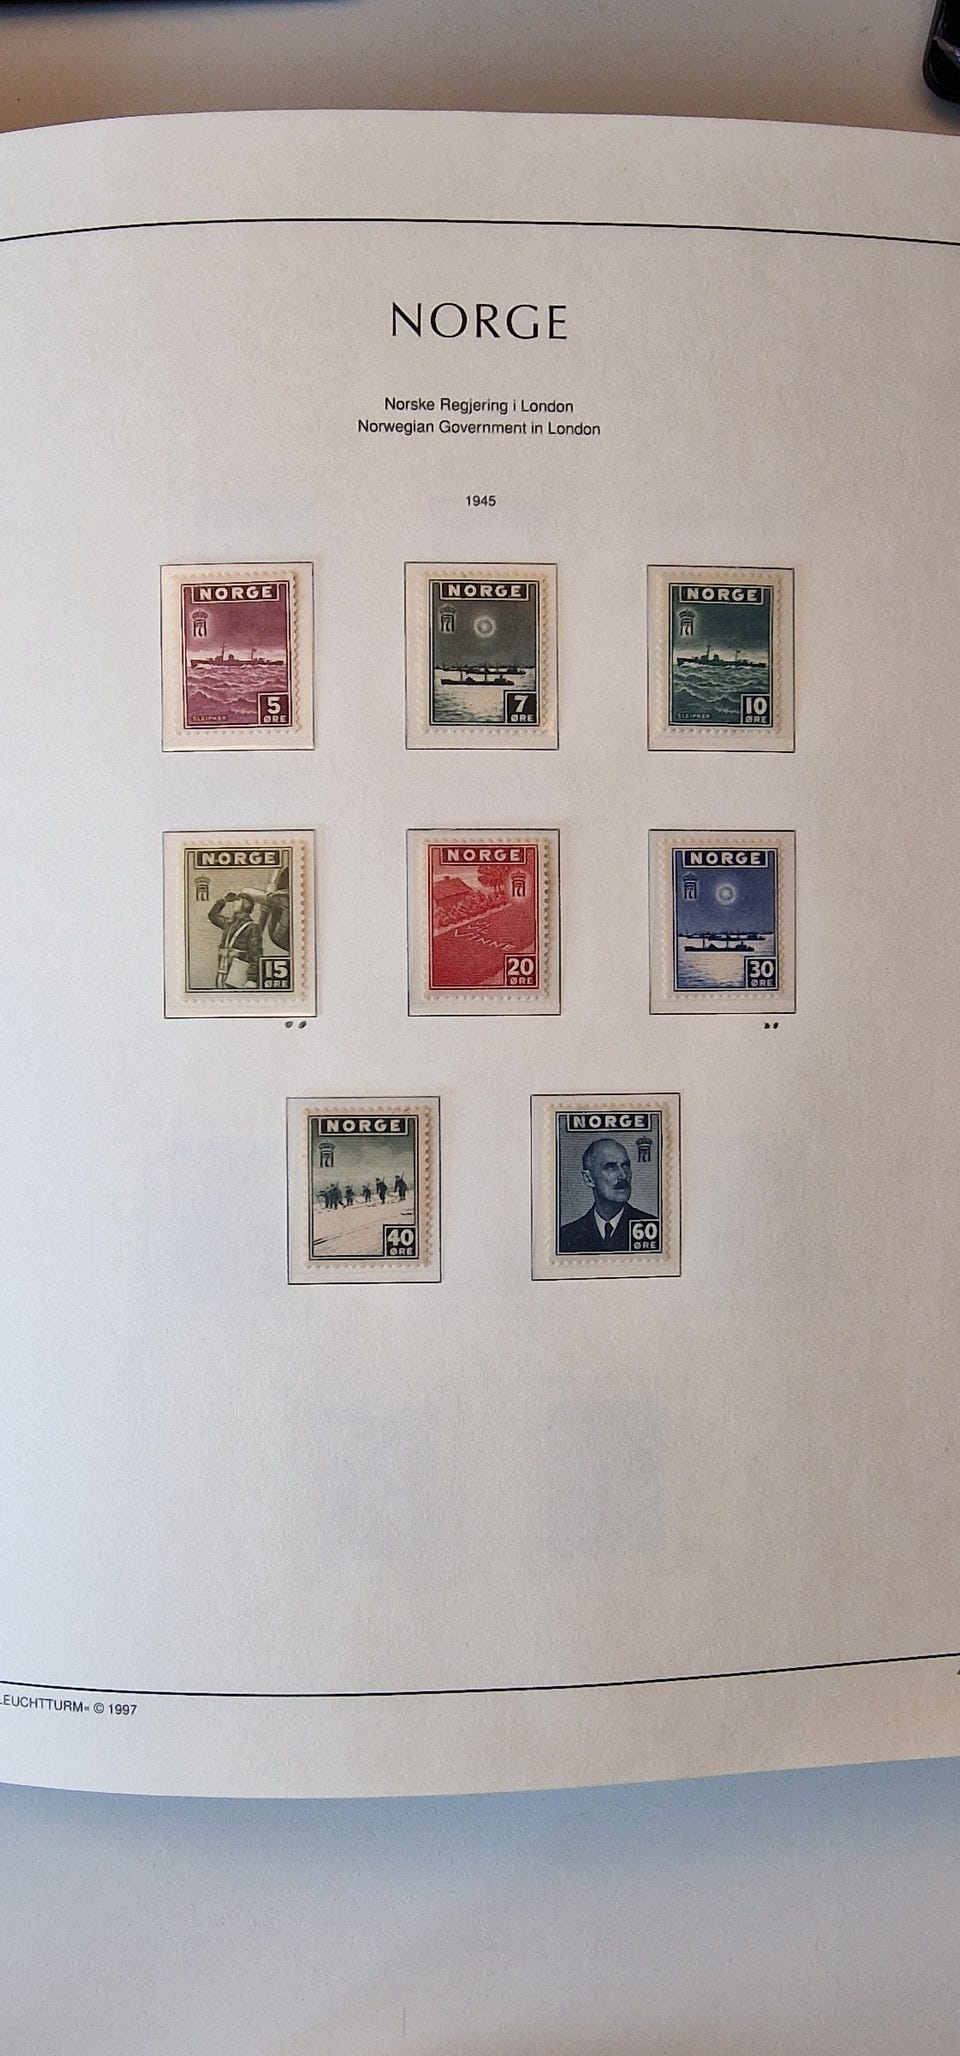 NORGE
Norske Regjering i London
Norwegian Government in London
1945
NORGE
5
ØRE
SLEIPNER
NORGE
7
ØRE
NORGE
10
ØRE
SLEIPNER
NORGE
15
ØRE
NORGE
VI VIL
VINNE
20
ØRE
NORGE
30
ØRE
NORGE
40
ØRE
NORGE
60
ØRE
LEUCHTTURM« © 1997